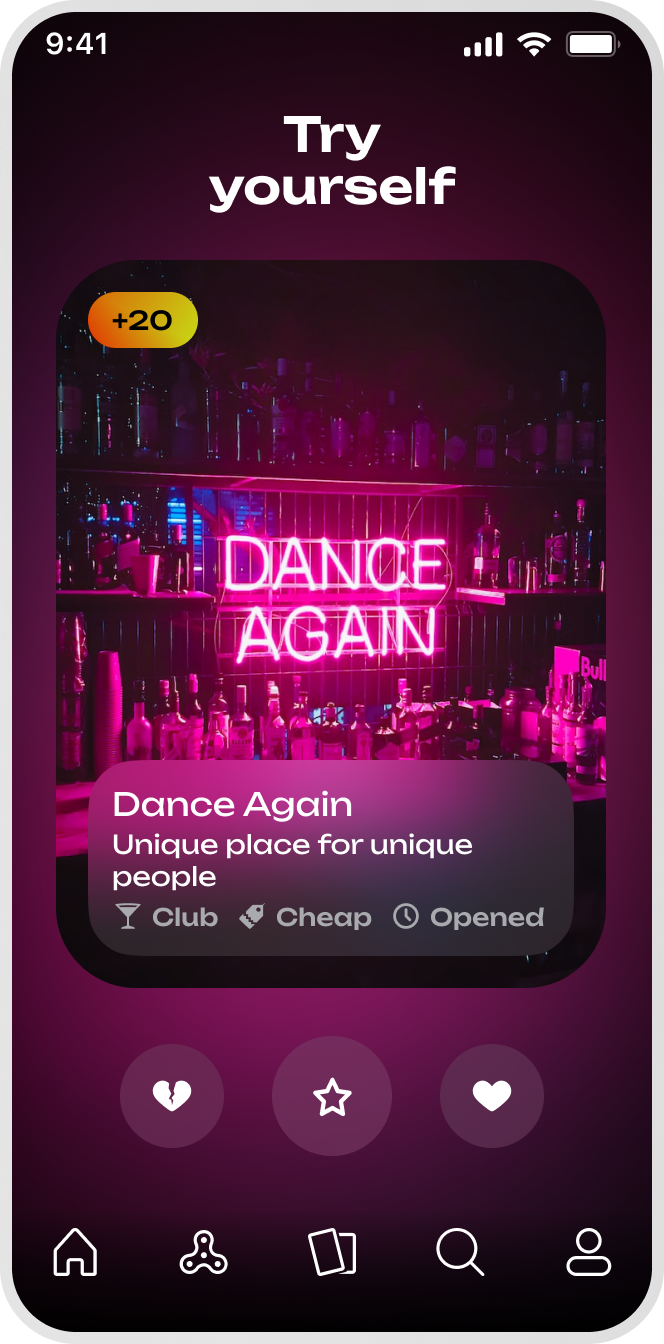 9:41
Try
yourself
+20
DANCE
AGAIN
Bull
Dance Again
Unique place for unique
people
Club Cheap Opened